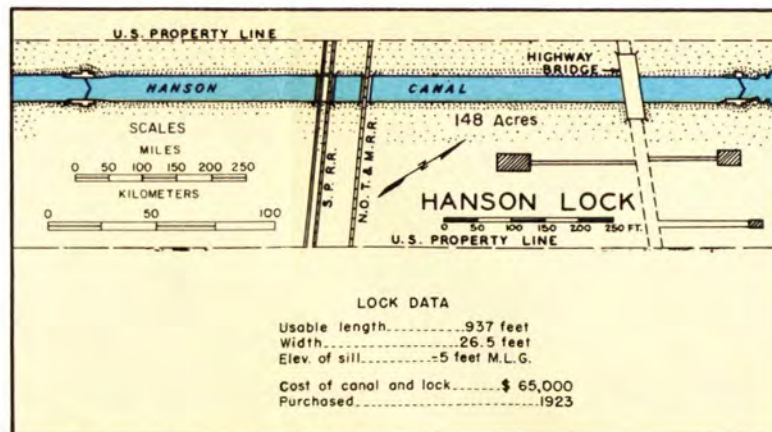 U.S. PROPERTY LINE
HIGHWAY
BRIDGE
HANSON CANAL
SCALES
MILES
0 50 100 150 200 250
KILOMETERS
0 50 100
S. P. R.R.
N.O.T. & M.R.R.
148 Acres
HANSON LOCK
0 50 100 150 200 250 FT.
U.S. PROPERTY LINE
LOCK DATA
Usable length 937 feet
Width 26.5 feet
Elev. of sill -5 feet M.L.G.
Cost of canal and lock $ 65,000
Purchased 1923